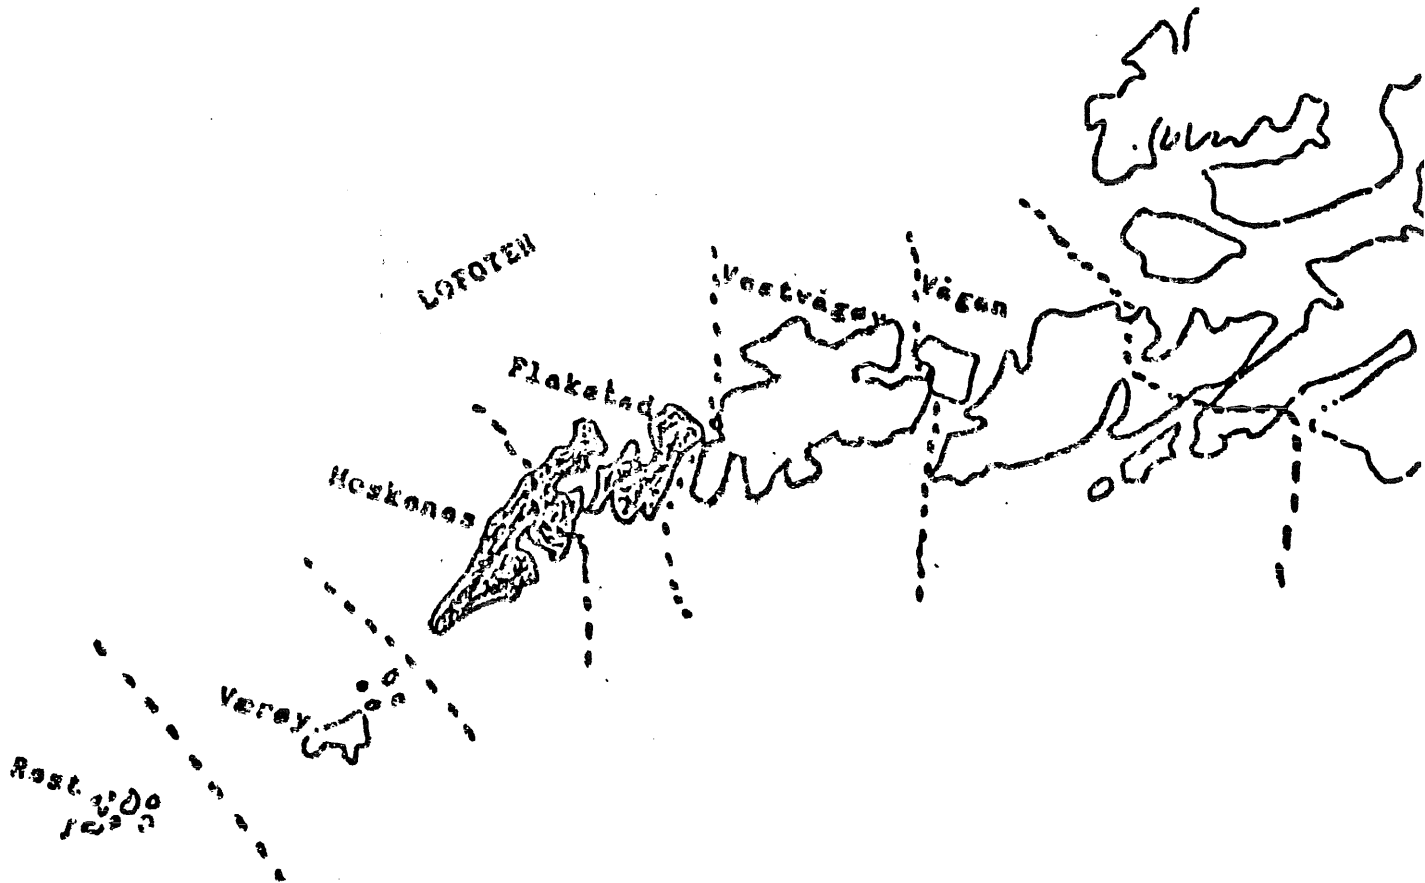 LOFOTEN
Vestvågøy
Vågan
Flakstad
Moskenes
Værøy
Røst